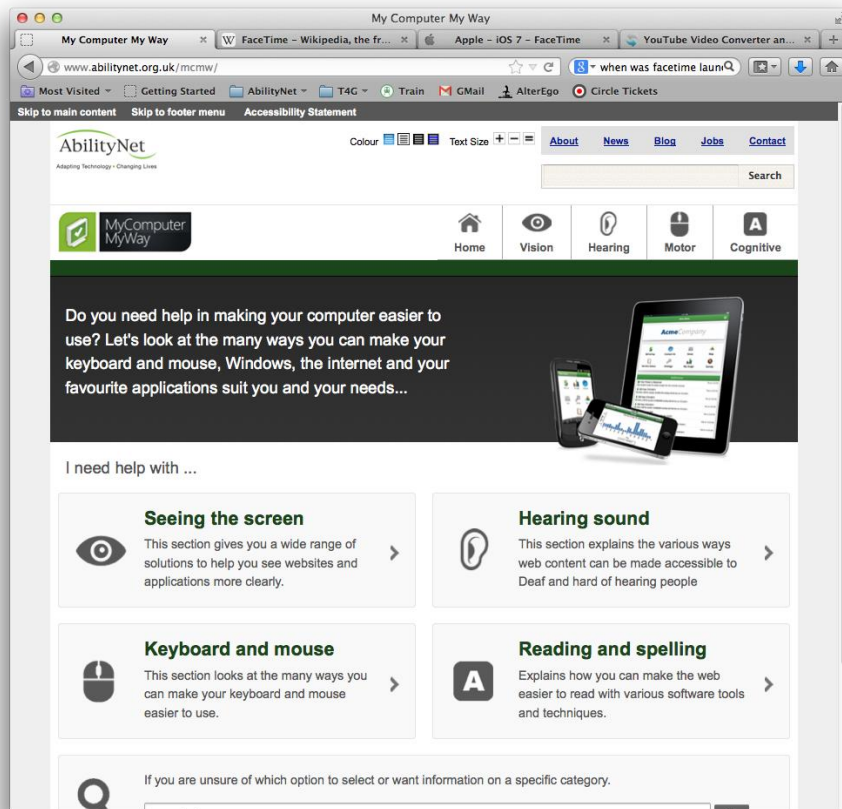 My Computer My Way
My Computer My Way
W FaceTime – Wikipedia, the fr...
Apple – iOS 7 – FaceTime
YouTube Video Converter an...
www.abilitynet.org.uk/mcmw/
when was facetime laun
Most Visited
Getting Started
AbilityNet
T4G
Train
GMail
AlterEgo
Circle Tickets
Skip to main content Skip to footer menu Accessibility Statement
AbilityNet
Adapting Technology • Changing Lives
Colour
Text Size + − =
About News Blog Jobs Contact
Search
MyComputer
MyWay
Home Vision Hearing Motor Cognitive
Do you need help in making your computer easier to
use? Let's look at the many ways you can make your
keyboard and mouse, Windows, the internet and your
favourite applications suit you and your needs...
AcmeCompany
I need help with ...
Seeing the screen
This section gives you a wide range of
solutions to help you see websites and
applications more clearly.
Hearing sound
This section explains the various ways
web content can be made accessible to
Deaf and hard of hearing people
Keyboard and mouse
This section looks at the many ways you
can make your keyboard and mouse
easier to use.
A
Reading and spelling
Explains how you can make the web
easier to read with various software tools
and techniques.
If you are unsure of which option to select or want information on a specific category.